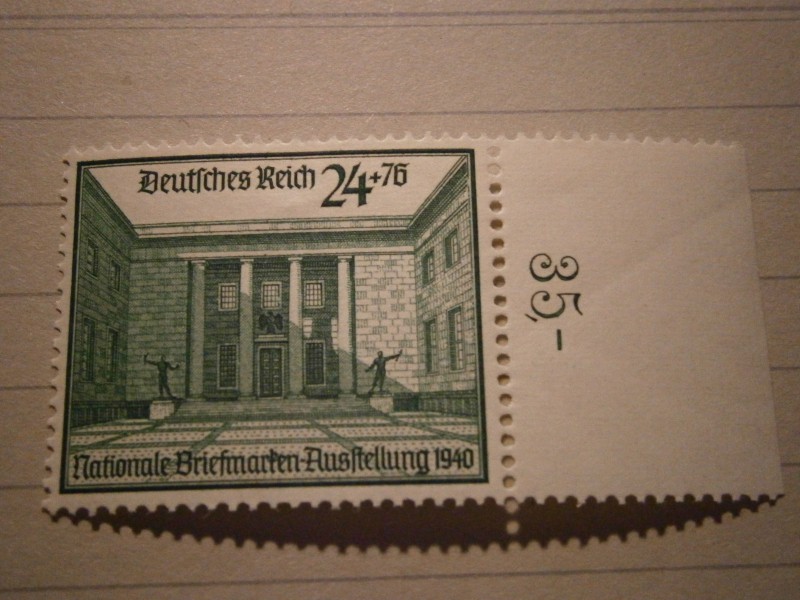 Deutsches Reich 24+76
Nationale Briefmarken-Ausstellung 1940
35,-